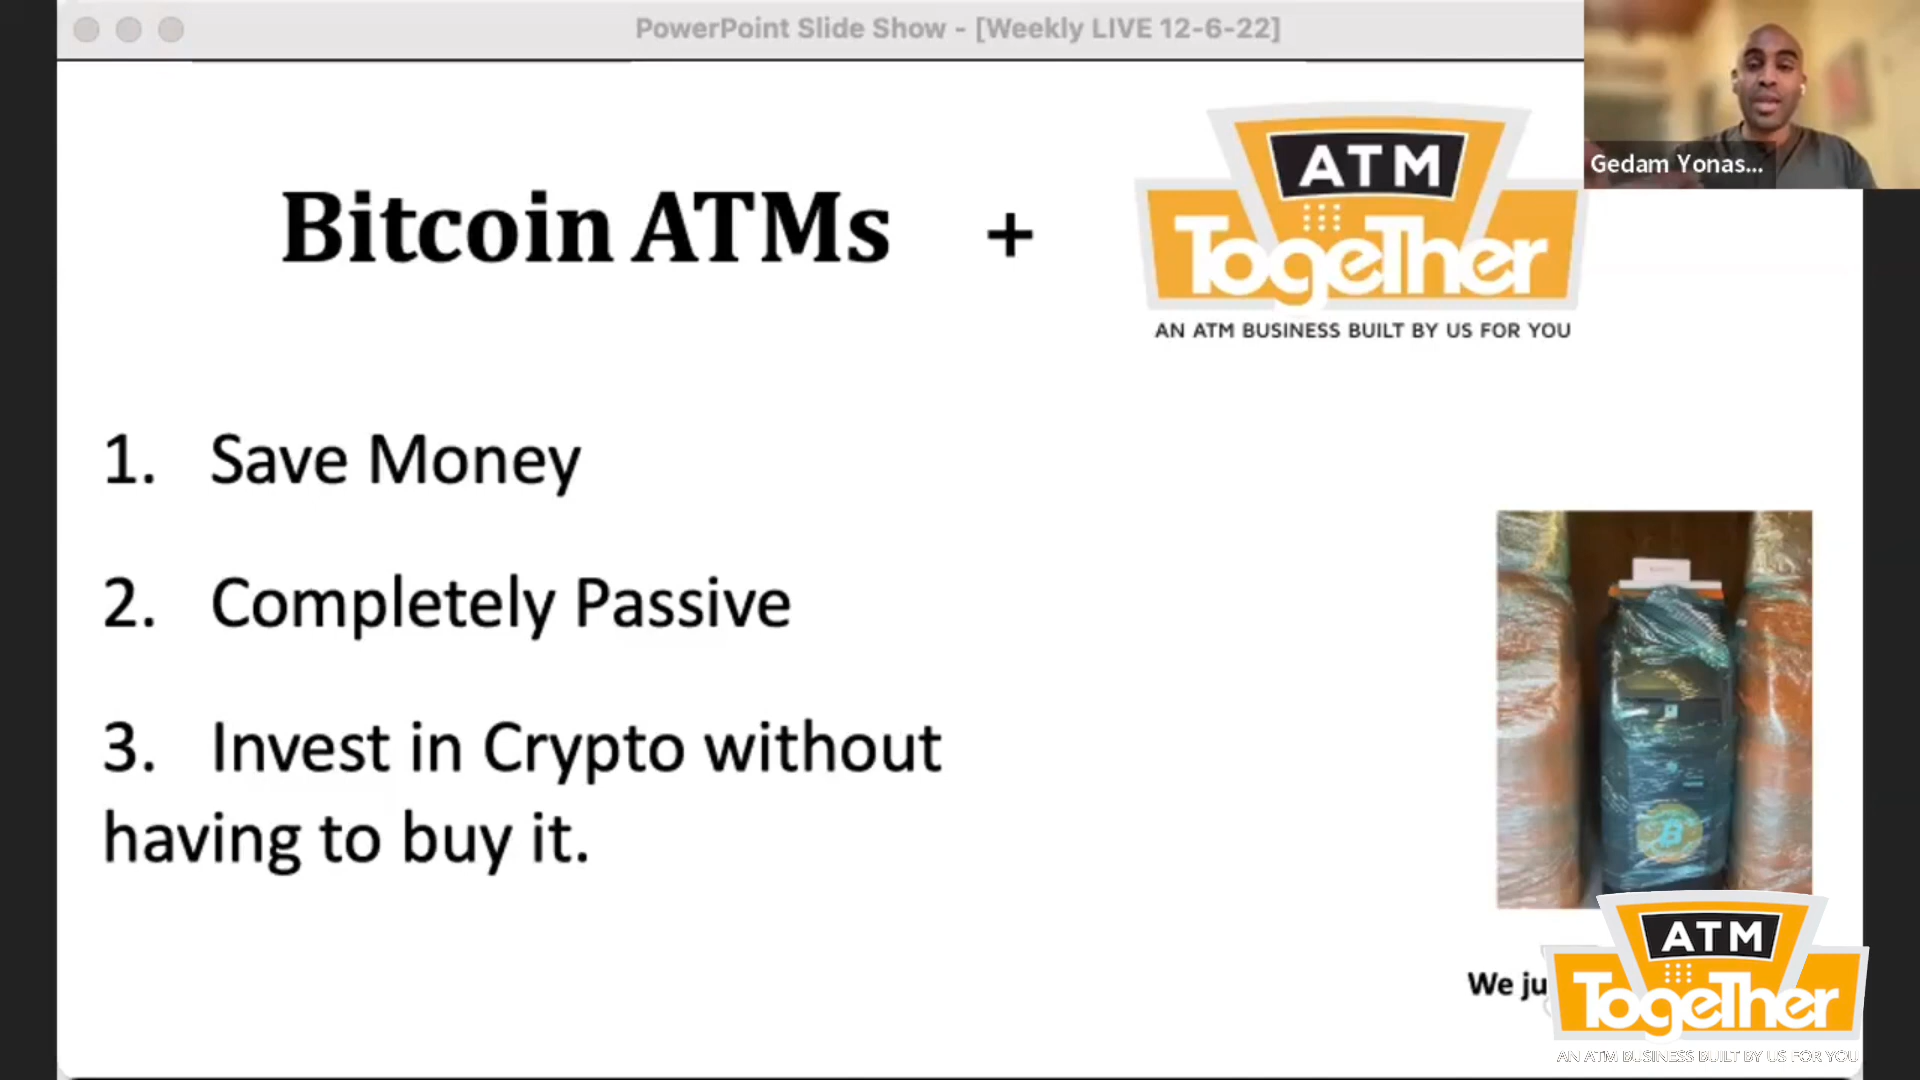 PowerPoint Slide Show - [Weekly LIVE 12-6-22]
Gedam Yonas...
Bitcoin ATMs +
ATM
TogeTher
AN ATM BUSINESS BUILT BY US FOR YOU
1. Save Money
2. Completely Passive
3. Invest in Crypto without
having to buy it.
We ju
ATM
TogeTher
AN ATM BUSINESS BUILT BY US FOR YOU